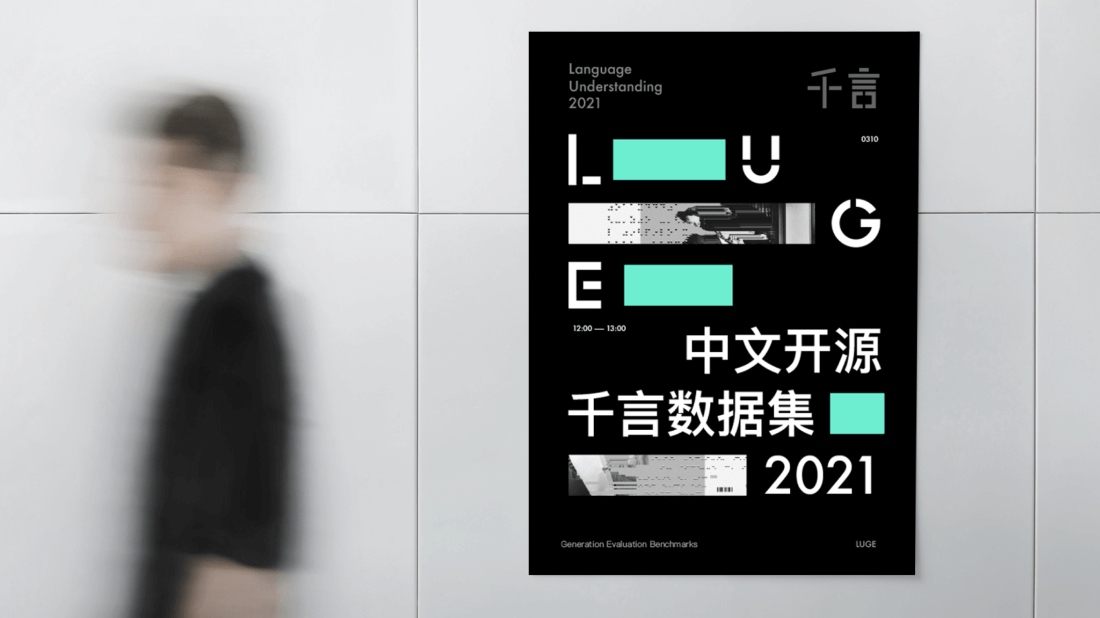 Language
Understanding
2021
千言
0310
L U
G
E
12:00 — 13:00
中文开源
千言数据集
2021
Generation Evaluation Benchmarks
LUGE